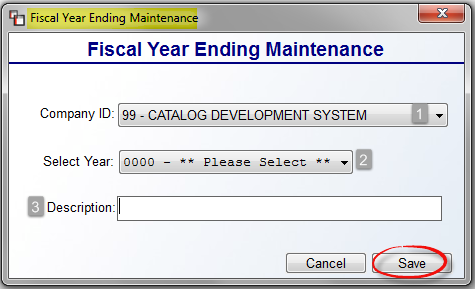 Fiscal Year Ending Maintenance
Fiscal Year Ending Maintenance
Company ID: 99 - CATALOG DEVELOPMENT SYSTEM 1
Select Year: 0000 - ** Please Select ** 2
3 Description:
Cancel Save